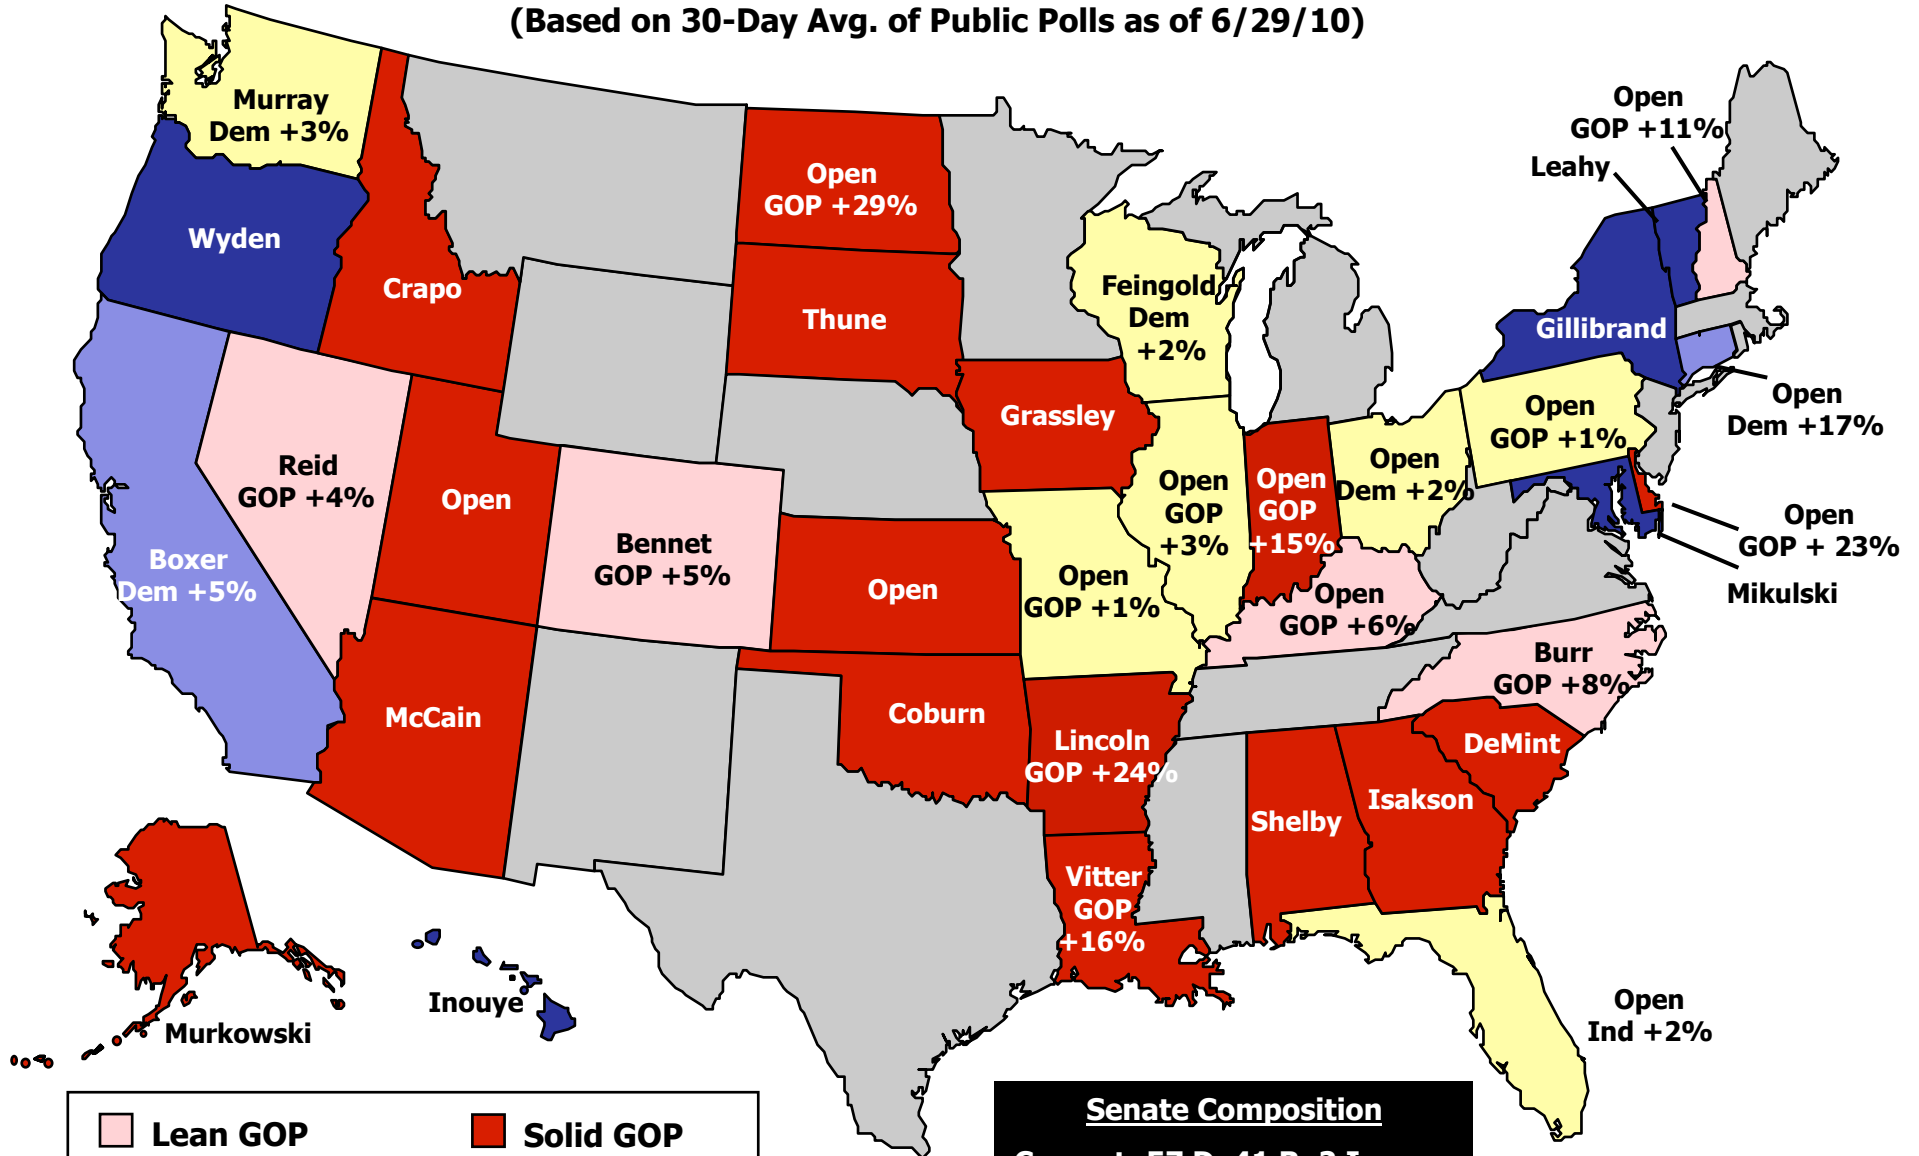 (Based on 30-Day Avg. of Public Polls as of 6/29/10)
Murray
Dem +3%
Wyden
Crapo
Open
GOP +29%
Thune
Feingold
Dem
+2%
Open
GOP +11%
Leahy
Gillibrand
Open
Dem +17%
Grassley
Open
GOP +1%
Reid
GOP +4%
Open
Open
GOP
+3%
Open
GOP
+15%
Open
Dem +2%
Open
GOP + 23%
Mikulski
Boxer
Dem +5%
Bennet
GOP +5%
Open
Open
GOP +1%
Open
GOP +6%
Burr
GOP +8%
McCain
Coburn
Lincoln
GOP +24%
DeMint
Isakson
Shelby
Vitter
GOP
+16%
Murkowski
Inouye
Open
Ind +2%
Lean GOP
Solid GOP
Senate Composition